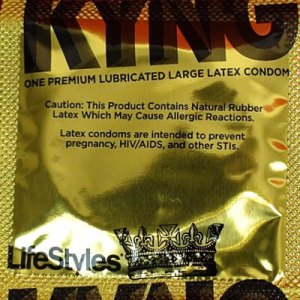 KYNG
ONE PREMIUM LUBRICATED LARGE LATEX CONDOM
Caution: This Product Contains Natural Rubber
Latex Which May Cause Allergic Reactions.
Latex condoms are intended to prevent
pregnancy, HIV/AIDS, and other STIs.
LifeStyles